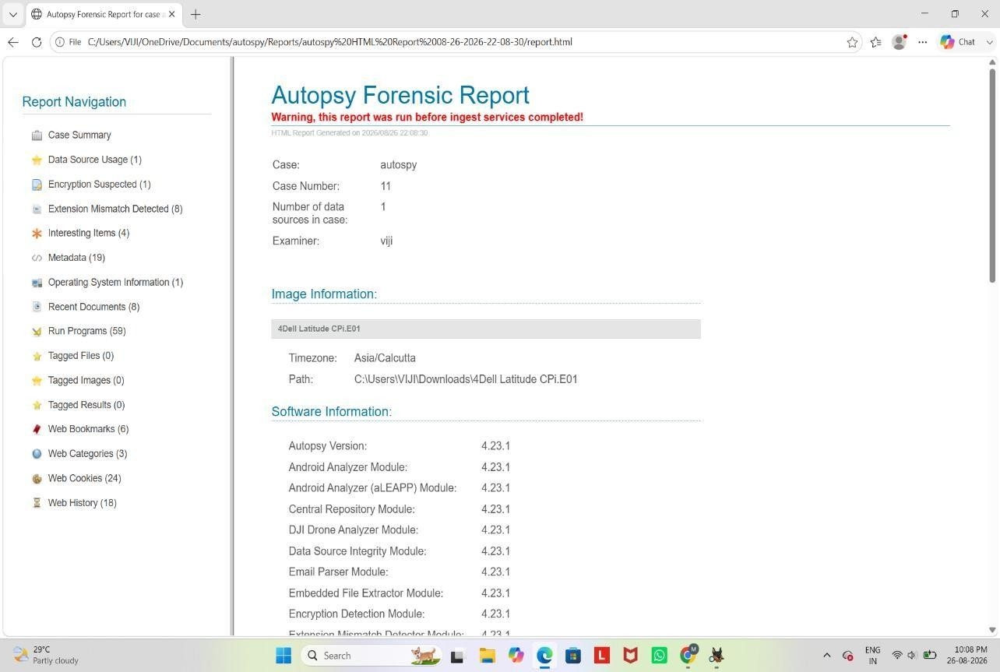 Autopsy Forensic Report for case
File
C:/Users/VIJI/OneDrive/Documents/autospy/Reports/autospy%20HTML%20Report%2008-26-2026-22-08-30/report.html
Chat
Report Navigation
Case Summary
Data Source Usage (1)
Encryption Suspected (1)
Extension Mismatch Detected (8)
Interesting Items (4)
Metadata (19)
Operating System Information (1)
Recent Documents (8)
Run Programs (59)
Tagged Files (0)
Tagged Images (0)
Tagged Results (0)
Web Bookmarks (6)
Web Categories (3)
Web Cookies (24)
Web History (18)
Autopsy Forensic Report
Warning, this report was run before ingest services completed!
HTML Report Generated on 2026/08/26 22:08:30
Case: autospy
Case Number: 11
Number of data
sources in case: 1
Examiner: viji
Image Information:
4Dell Latitude CPi.E01
Timezone: Asia/Calcutta
Path: C:\Users\VIJI\Downloads\4Dell Latitude CPi.E01
Software Information:
Autopsy Version: 4.23.1
Android Analyzer Module: 4.23.1
Android Analyzer (aLEAPP) Module: 4.23.1
Central Repository Module: 4.23.1
DJI Drone Analyzer Module: 4.23.1
Data Source Integrity Module: 4.23.1
Email Parser Module: 4.23.1
Embedded File Extractor Module: 4.23.1
Encryption Detection Module: 4.23.1
Extension Mismatch Detector Module: 4.23.1
29°C
Partly cloudy
Search
L
M
ENG
IN
10:08 PM
26-08-2026